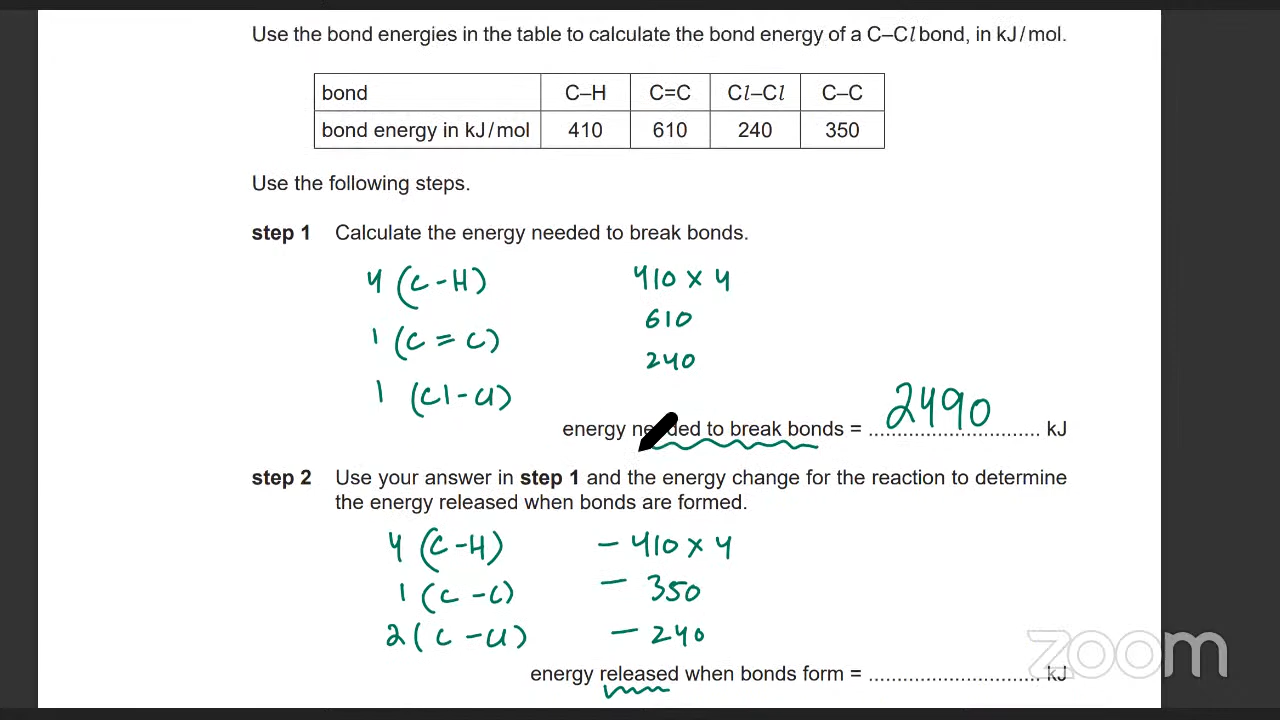 Use the bond energies in the table to calculate the bond energy of a C–Cl bond, in kJ/mol.
bond C–H C=C Cl–Cl C–C
bond energy in kJ/mol 410 610 240 350
Use the following steps.
step 1 Calculate the energy needed to break bonds.
4 (C-H) 410 x 4
1 (C = C) 610
240
1 (Cl-Cl)
2490
energy needed to break bonds = .............................. kJ
step 2 Use your answer in step 1 and the energy change for the reaction to determine
the energy released when bonds are formed.
4 (C-H) - 410 x 4
1 (C - C) - 350
2 (C - Cl) - 240
zoom
energy released when bonds form = .............................. kJ